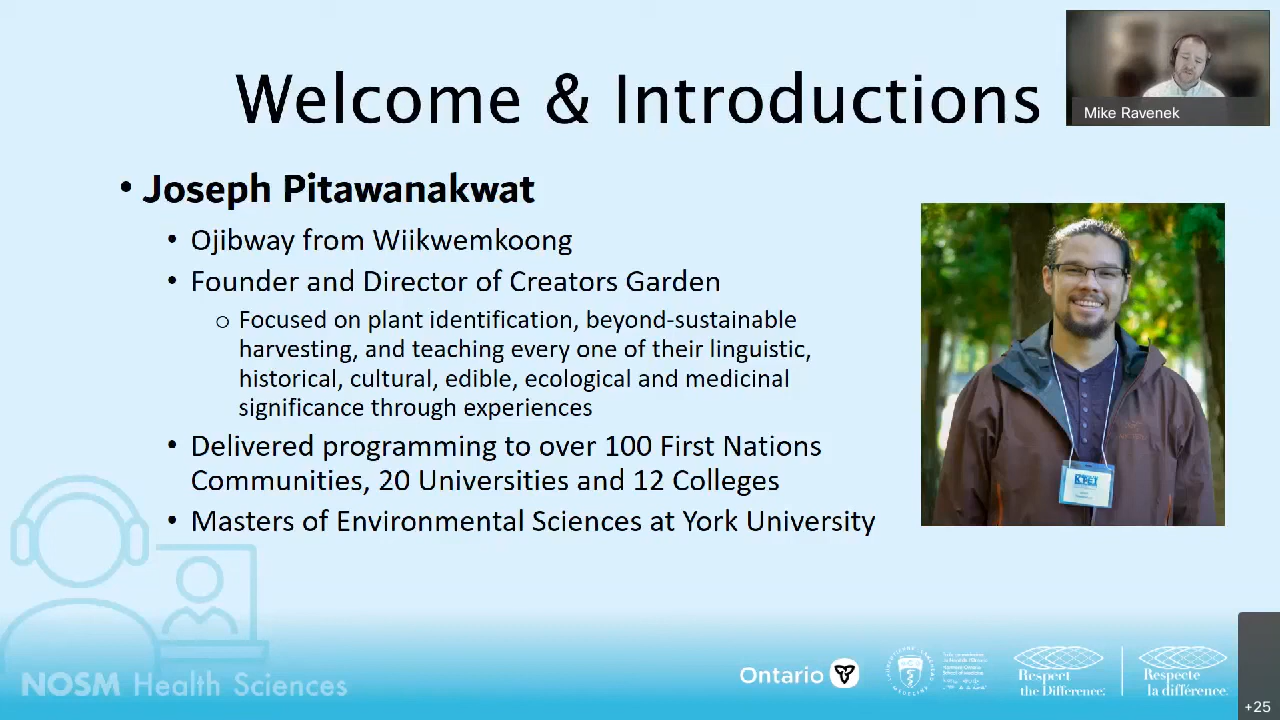 Welcome & Introductions
Mike Ravenek
• Joseph Pitawanakwat
• Ojibway from Wiikwemkoong
• Founder and Director of Creators Garden
o Focused on plant identification, beyond-sustainable
harvesting, and teaching every one of their linguistic,
historical, cultural, edible, ecological and medicinal
significance through experiences
• Delivered programming to over 100 First Nations
Communities, 20 Universities and 12 Colleges
• Masters of Environmental Sciences at York University
NOSM Health Sciences
Ontario
Respect
the Difference.
Respecte
la différence.
+25